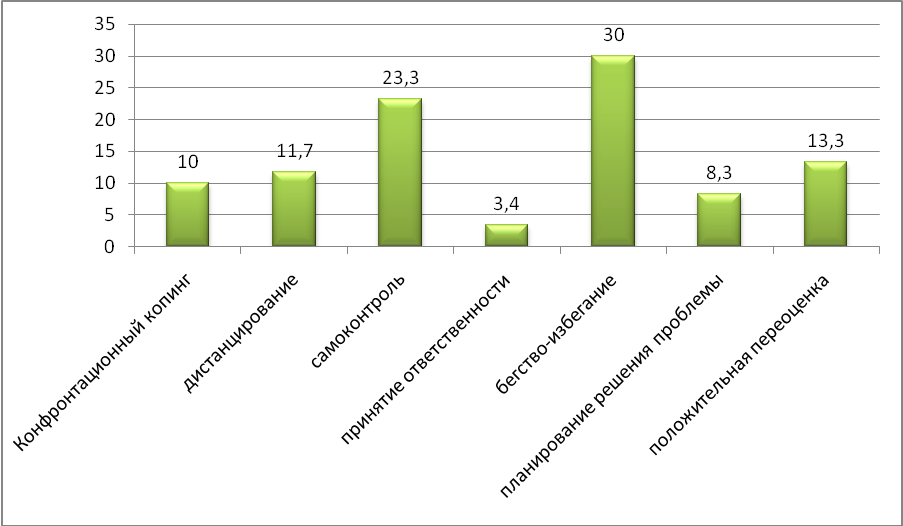 35
30
25
20
15
10
5
0
10
11,7
23,3
3,4
30
8,3
13,3
Конфронтационный копинг
дистанцирование
самоконтроль
принятие ответственности
бегство-избегание
планирование решения проблемы
положительная переоценка